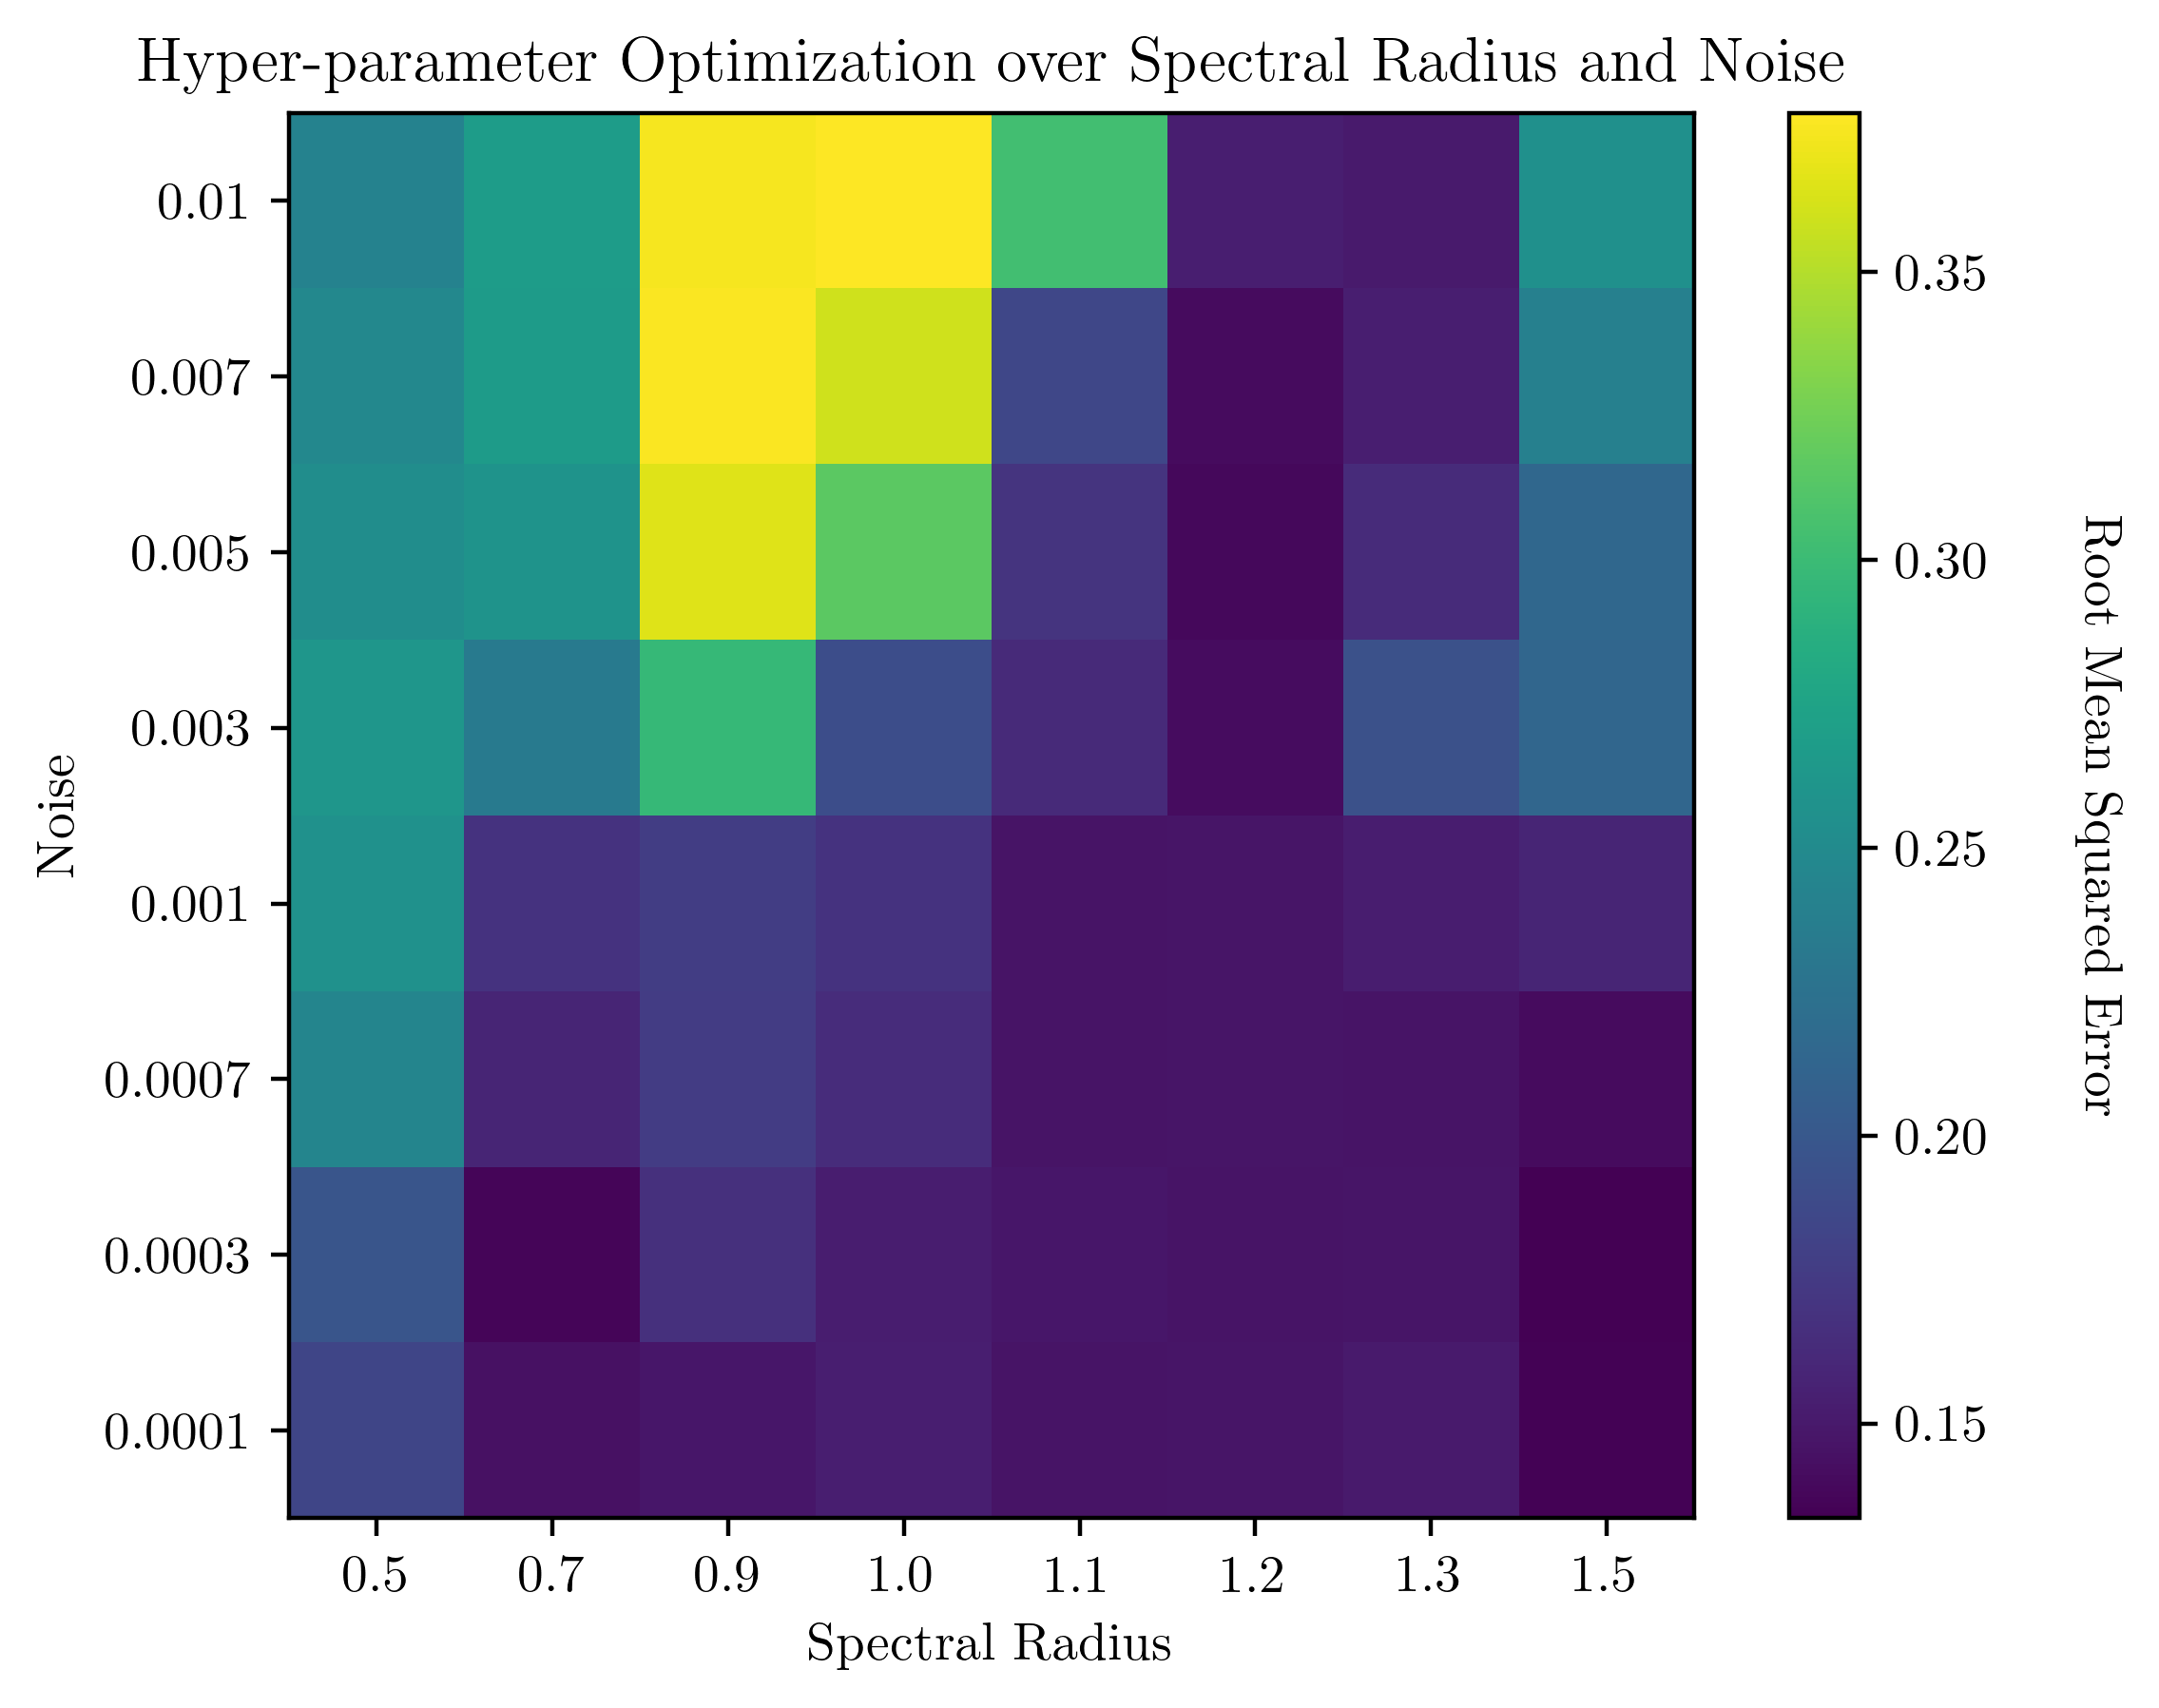 Hyper-parameter Optimization over Spectral Radius and Noise
Noise
0.01
0.007
0.005
0.003
0.001
0.0007
0.0003
0.0001
0.5 0.7 0.9 1.0 1.1 1.2 1.3 1.5
Spectral Radius
0.35
0.30
0.25
0.20
0.15
Root Mean Squared Error